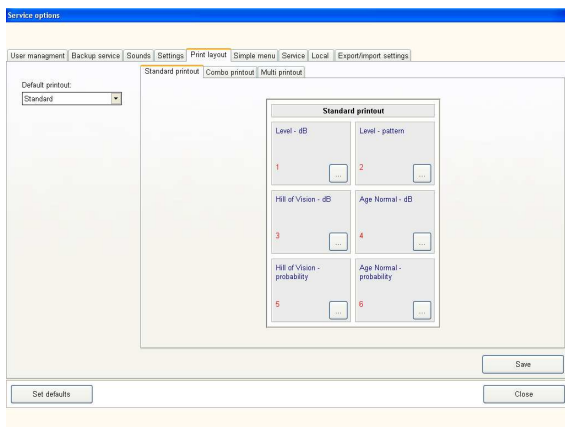 Service options
User managment Backup service Sounds Settings Print layout Simple menu Service Local Export/import settings
Standard printout Combo printout Multi printout
Default printout:
Standard
Standard printout
Level - dB Level - pattern
1 ... 2 ...
Hill of Vision - dB Age Normal - dB
3 ... 4 ...
Hill of Vision - Age Normal -
probability probability
5 ... 6 ...
Save
Set defaults Close